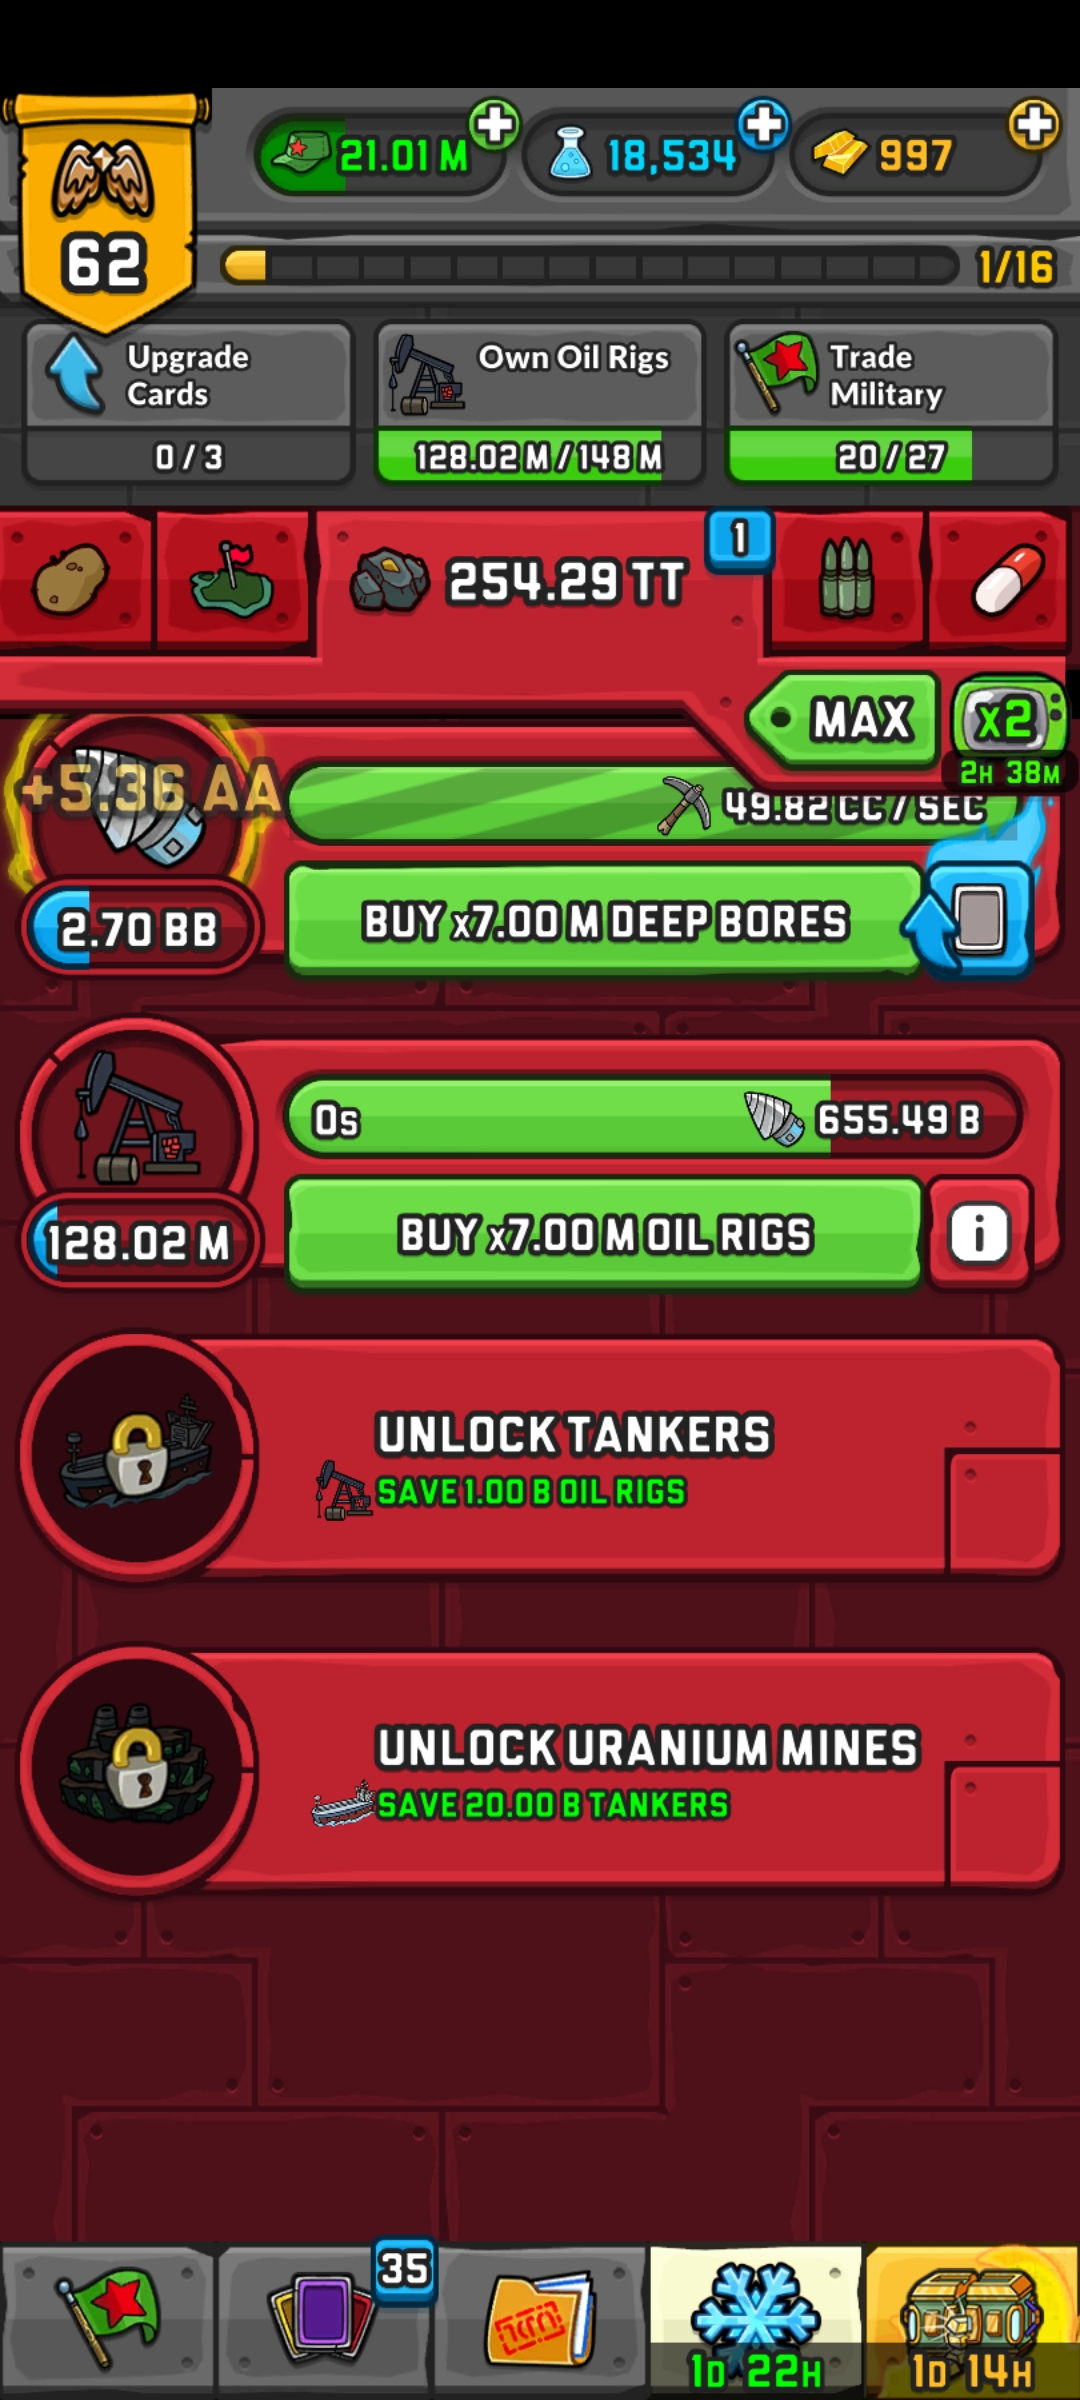 21.01 M
18,534
997
62
1/16
Upgrade
Cards
0 / 3
Own Oil Rigs
128.02 M / 148 M
Trade
Military
20 / 27
254.29 TT
1
MAX
x2
2H 38M
+5.36 AA
49.82 CC / SEC
2.70 BB
BUY x7.00 M DEEP BORES
0s
655.49 B
128.02 M
BUY x7.00 M OIL RIGS
i
UNLOCK TANKERS
SAVE 1.00 B OIL RIGS
UNLOCK URANIUM MINES
SAVE 20.00 B TANKERS
35
1D 22H
1D 14H